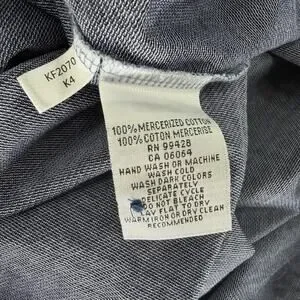 KF2070
K4
100% MERCERIZED COTTON
100% COTON MERCERISE
RN 99428
CA 06064
HAND WASH OR MACHINE
WASH COLD
WASH DARK COLORS
SEPARATELY
DELICATE CYCLE
DO NOT BLEACH
LAY FLAT TO DRY
WARM IRON OR DRY CLEAN
RECOMMENDED